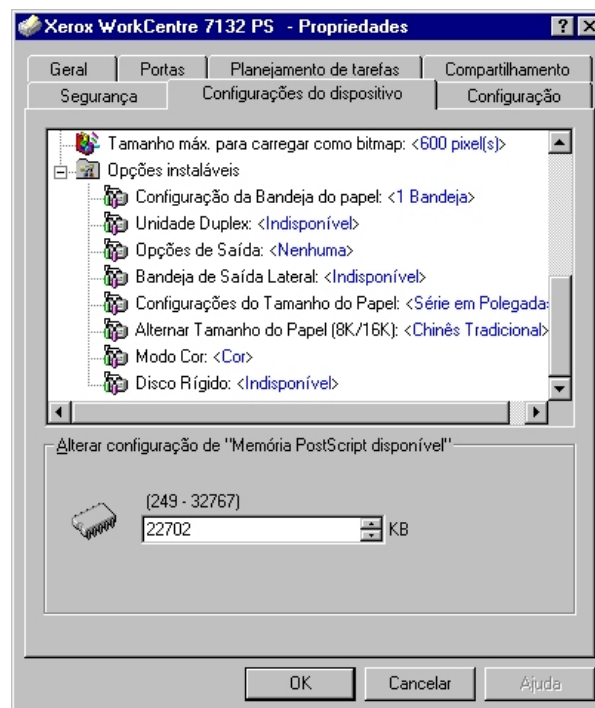 Xerox WorkCentre 7132 PS - Propriedades
Geral Portas Planejamento de tarefas Compartilhamento
Segurança Configurações do dispositivo Configuração
Tamanho máx. para carregar como bitmap: <600 pixel(s)>
Opções instaláveis
Configuração da Bandeja do papel: <1 Bandeja>
Unidade Duplex: <Indisponível>
Opções de Saída: <Nenhuma>
Bandeja de Saída Lateral: <Indisponível>
Configurações do Tamanho do Papel: <Série em Polegada
Alternar Tamanho do Papel (8K/16K): <Chinês Tradicional>
Modo Cor: <Cor>
Disco Rígido: <Indisponível>
Alterar configuração de "Memória PostScript disponível"
(249 - 32767)
22702 KB
OK Cancelar Ajuda